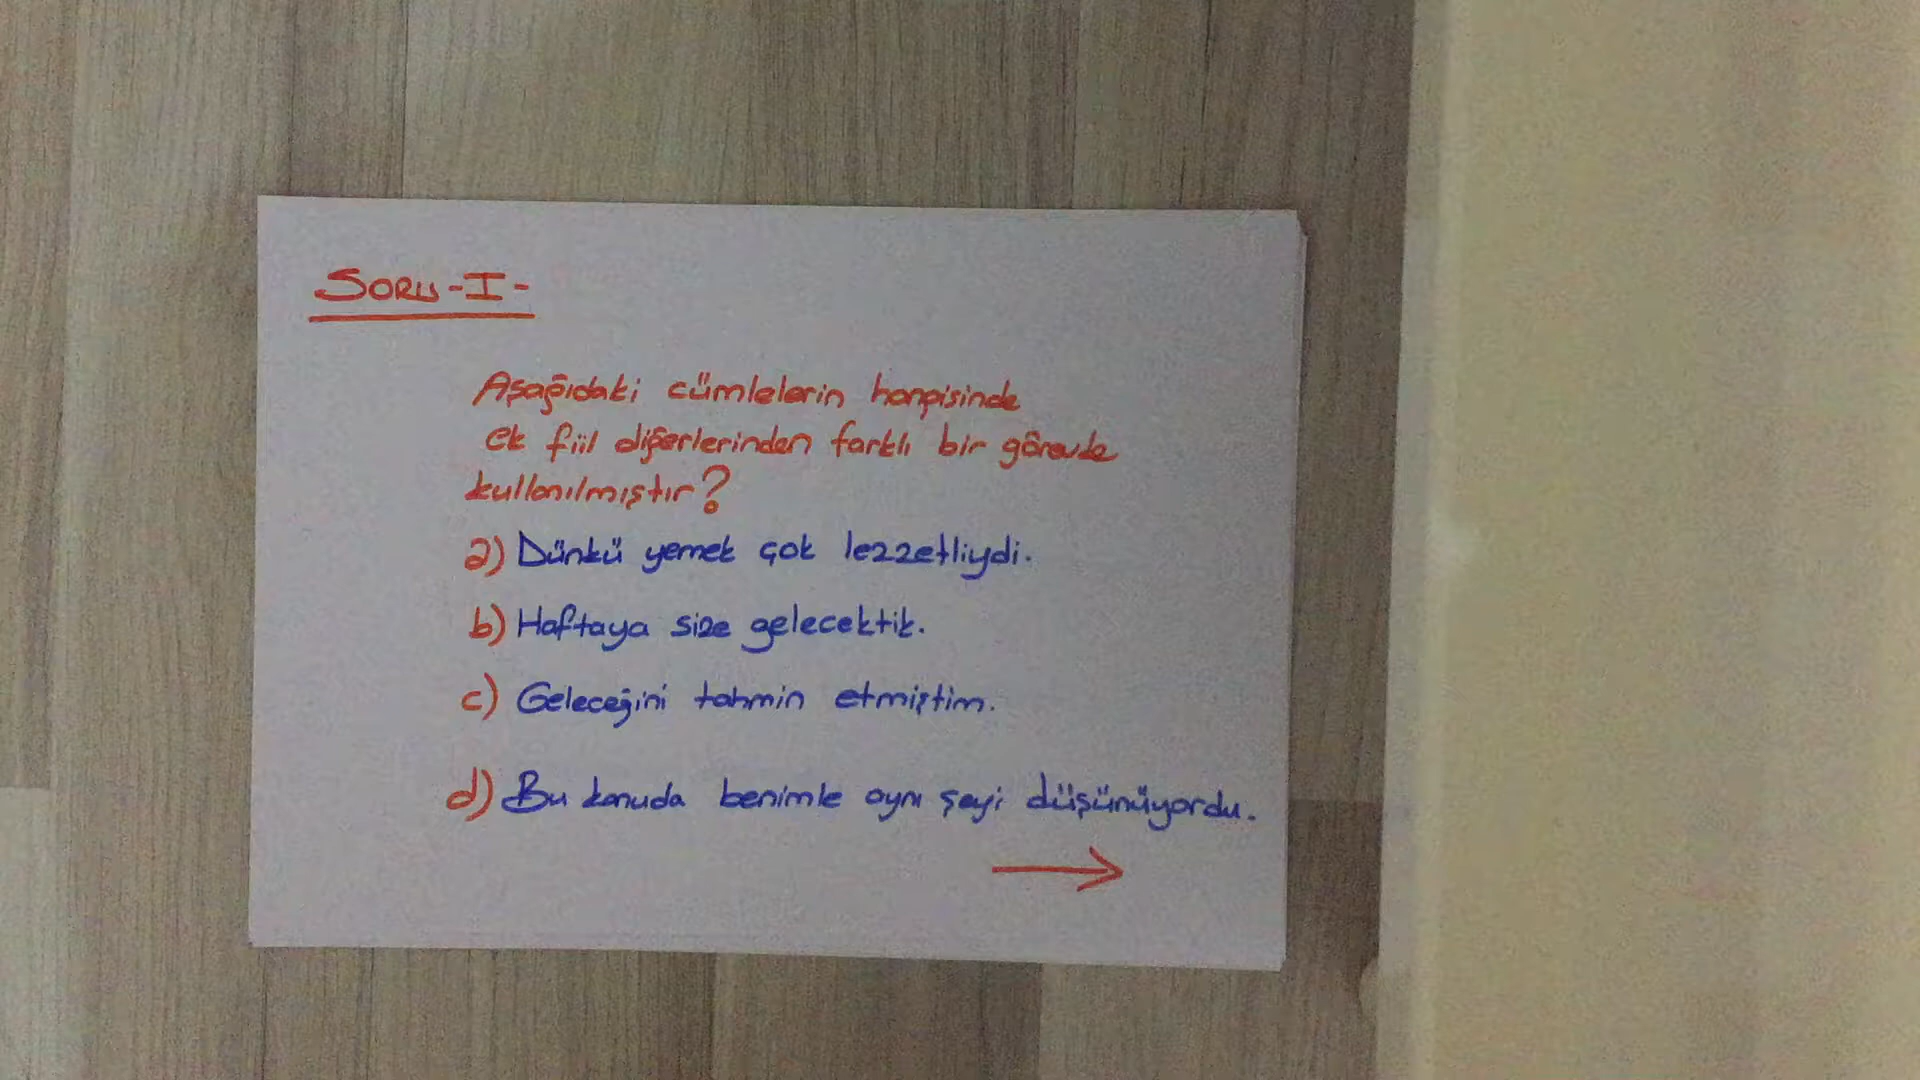 SORU -I-
Aşağıdaki cümlelerin hangisinde
ek fiil diğerlerinden farklı bir görevde
kullanılmıştır?
a) Dünkü yemek çok lezzetliydi.
b) Haftaya size gelecektik.
c) Geleceğini tahmin etmiştim.
d) Bu konuda benimle aynı şeyi düşünüyordu.